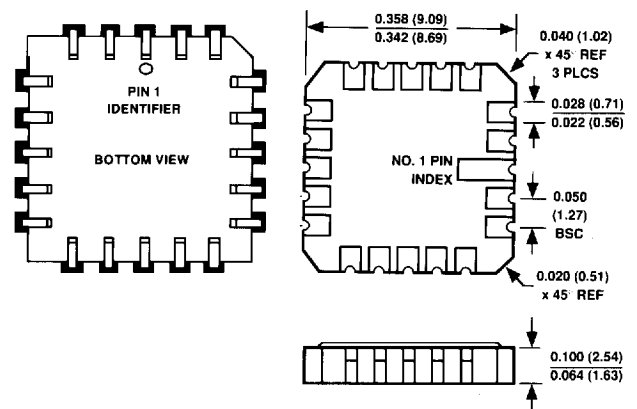 PIN 1
IDENTIFIER
BOTTOM VIEW
0.358 (9.09)
0.342 (8.69)
0.040 (1.02)
x 45° REF
3 PLCS
0.028 (0.71)
0.022 (0.56)
NO. 1 PIN
INDEX
0.050
(1.27)
BSC
0.020 (0.51)
x 45° REF
0.100 (2.54)
0.064 (1.63)